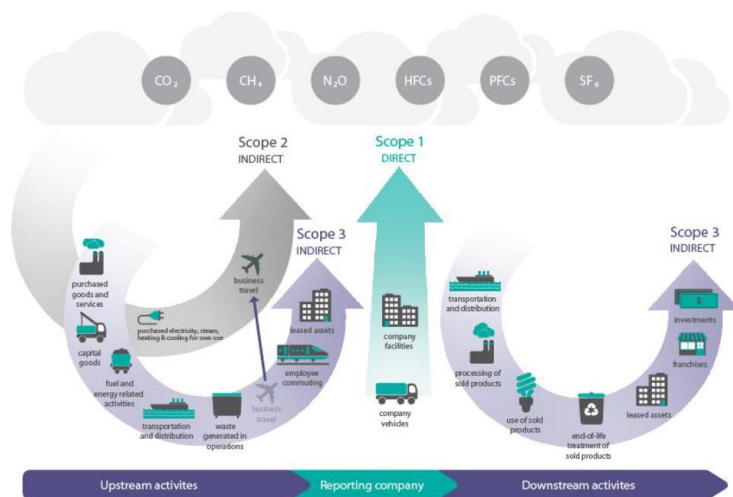 CO₂
CH₄
N₂O
HFCs
PFCs
SF₆
Scope 2
INDIRECT
Scope 1
DIRECT
Scope 3
INDIRECT
Scope 3
INDIRECT
purchased
goods and
services
capital
goods
fuel and
energy related
activities
transportation
and distribution
waste
generated in
operations
business
travel
business
travel
purchased electricity, steam,
heating & cooling for own use
employee
commuting
leased assets
company
facilities
company
vehicles
transportation
and distribution
processing of
sold products
use of sold
products
end-of-life
treatment of
sold products
leased assets
franchises
investments
$
Upstream activites
Reporting company
Downstream activites